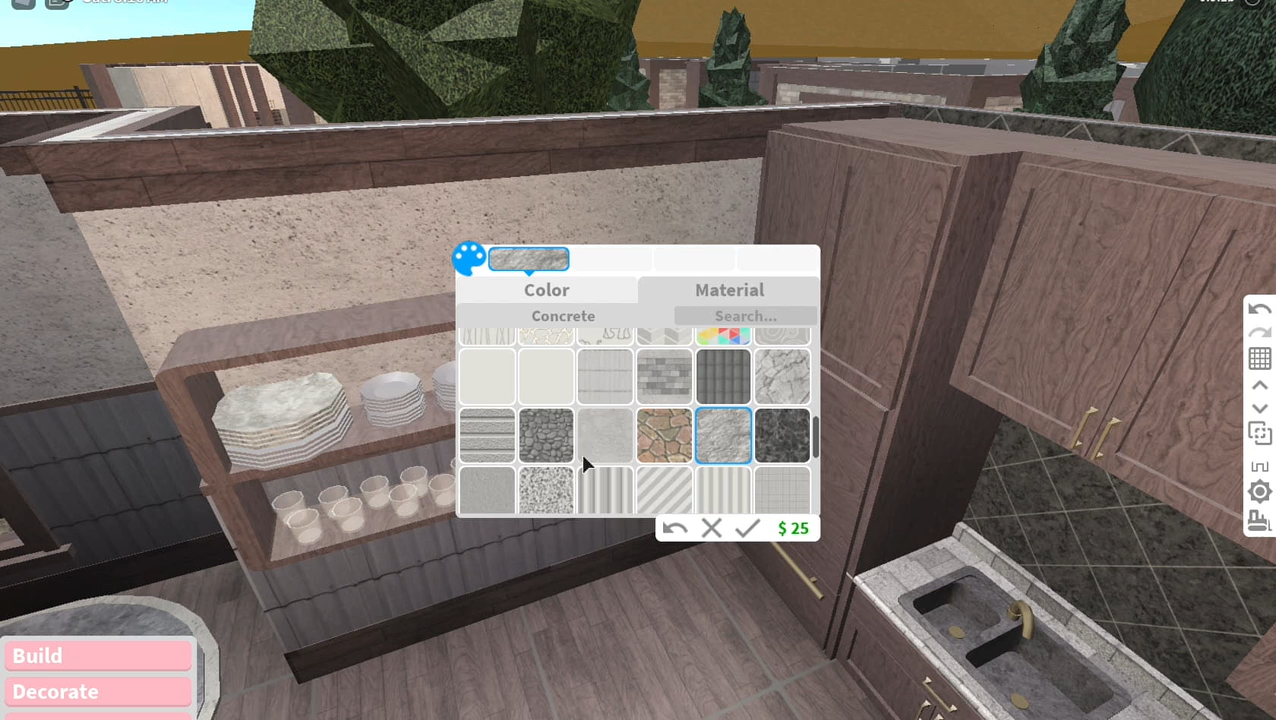 Color
Material
Concrete
Search...
$ 25
Build
Decorate